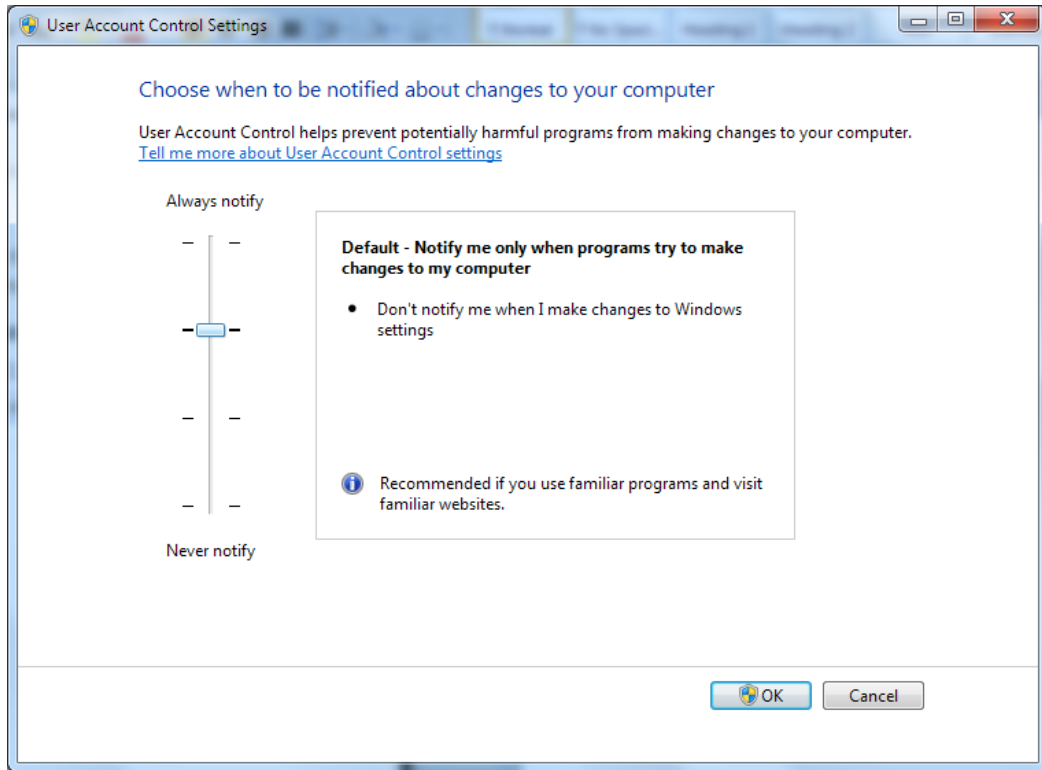 User Account Control Settings
Choose when to be notified about changes to your computer
User Account Control helps prevent potentially harmful programs from making changes to your computer.
Tell me more about User Account Control settings
Always notify
Default - Notify me only when programs try to make
changes to my computer
• Don't notify me when I make changes to Windows
settings
Recommended if you use familiar programs and visit
familiar websites.
Never notify
OK
Cancel